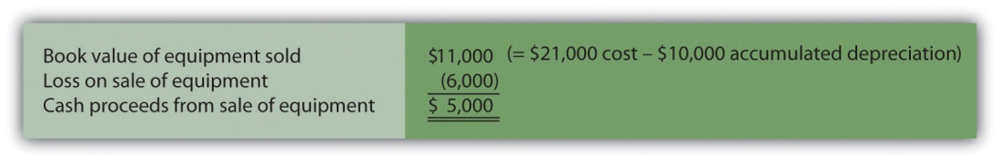 Book value of equipment sold $11,000 (= $21,000 cost – $10,000 accumulated depreciation)
Loss on sale of equipment (6,000)
Cash proceeds from sale of equipment $ 5,000